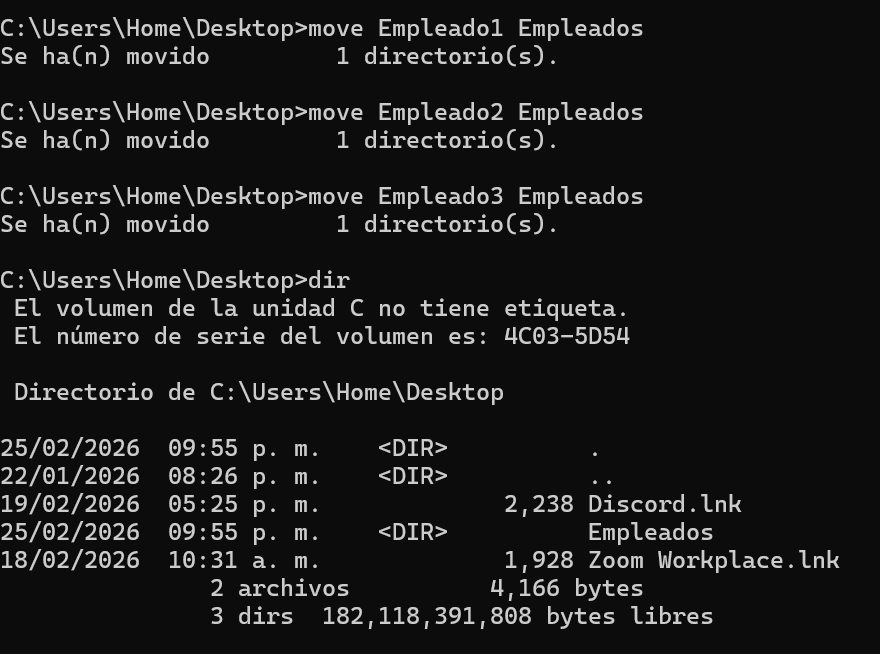 C:\Users\Home\Desktop>move Empleado1 Empleados
Se ha(n) movido         1 directorio(s).
C:\Users\Home\Desktop>move Empleado2 Empleados
Se ha(n) movido         1 directorio(s).
C:\Users\Home\Desktop>move Empleado3 Empleados
Se ha(n) movido         1 directorio(s).
C:\Users\Home\Desktop>dir
 El volumen de la unidad C no tiene etiqueta.
 El número de serie del volumen es: 4C03-5D54
 Directorio de C:\Users\Home\Desktop
25/02/2026  09:55 p. m.    <DIR>          .
22/01/2026  08:26 p. m.    <DIR>          ..
19/02/2026  05:25 p. m.             2,238 Discord.lnk
25/02/2026  09:55 p. m.    <DIR>          Empleados
18/02/2026  10:31 a. m.             1,928 Zoom Workplace.lnk
               2 archivos          4,166 bytes
               3 dirs  182,118,391,808 bytes libres